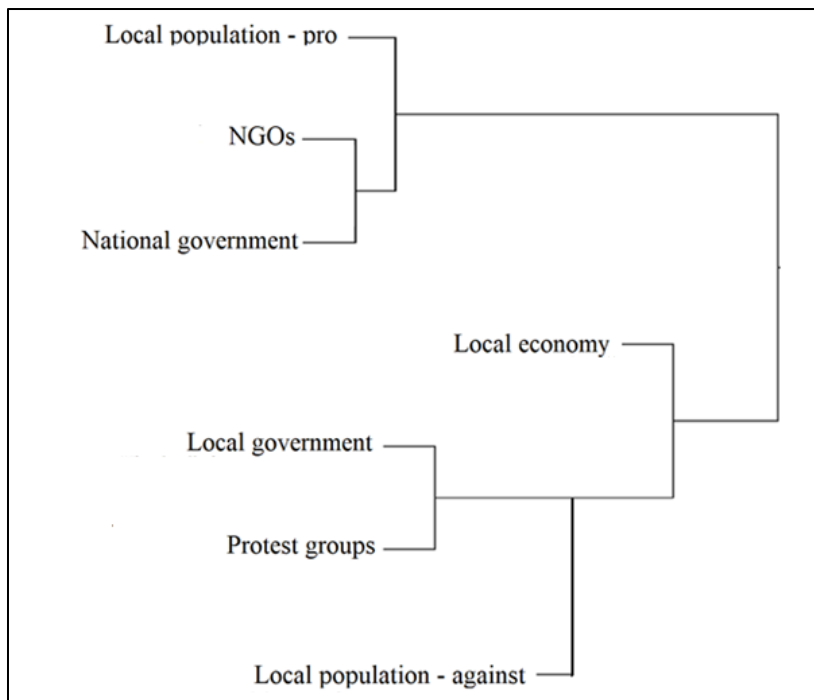 Local population - pro
NGOs
National government
Local economy
Local government
Protest groups
Local population - against